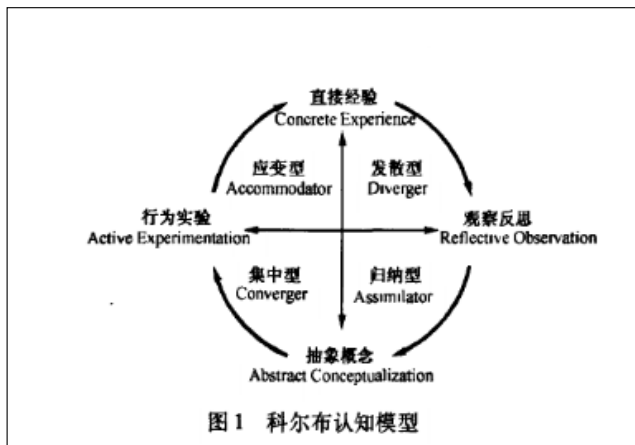 直接经验
Concrete Experience
应变型
Accommodator
发散型
Diverger
行为实验
Active Experimentation
观察反思
Reflective Observation
集中型
Converger
归纳型
Assimilator
抽象概念
Abstract Conceptualization
图1 科尔布认知模型